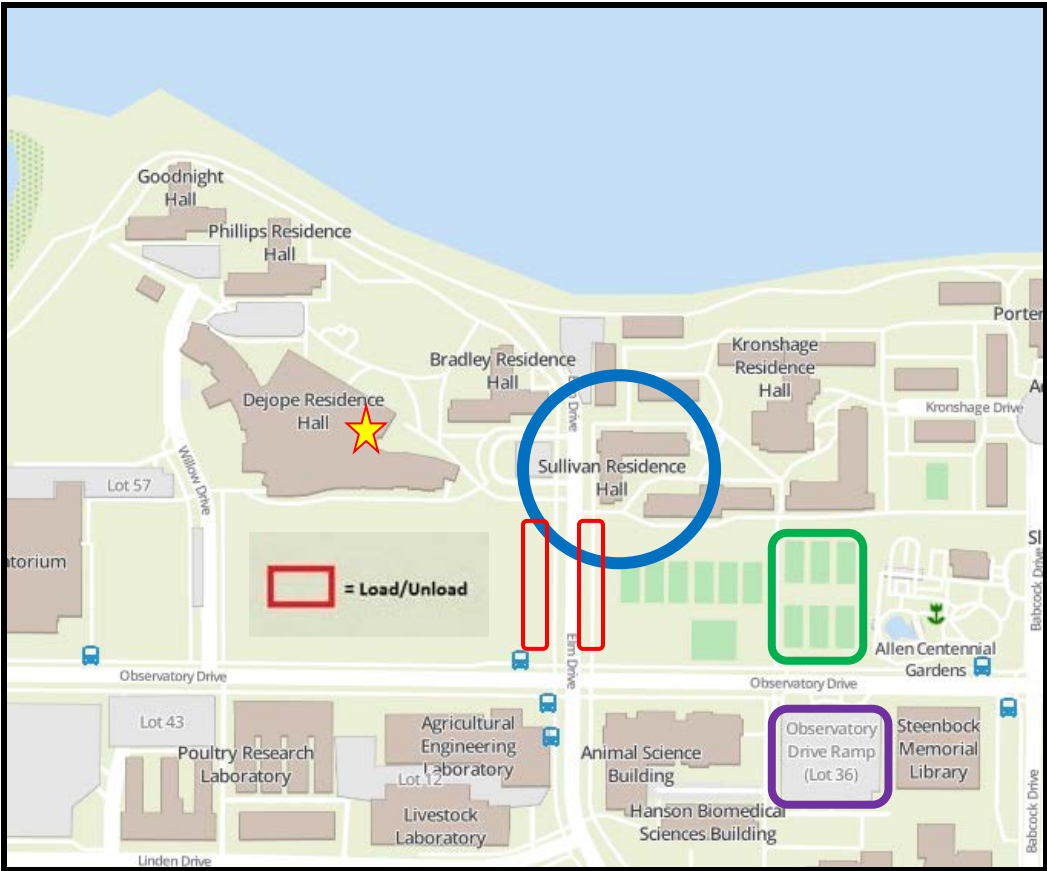 Goodnight
Hall
Phillips Residence
Hall
Bradley Residence
Hall
Kronshage
Residence
Hall
Porter
Dejope Residence
Hall
Drive
Kronshage Drive
Willow Drive
Sullivan Residence
Hall
Lot 57
torium
= Load/Unload
Elm Drive
Sl
Babcock Drive
Allen Centennial
Gardens
Observatory Drive
Observatory Drive
Lot 43
Poultry Research
Laboratory
Agricultural
Engineering
Laboratory
Lot 12
Livestock
Laboratory
Animal Science
Building
Hanson Biomedical
Sciences Building
Observatory
Drive Ramp
(Lot 36)
Steenbock
Memorial
Library
Babcock Drive
Linden Drive